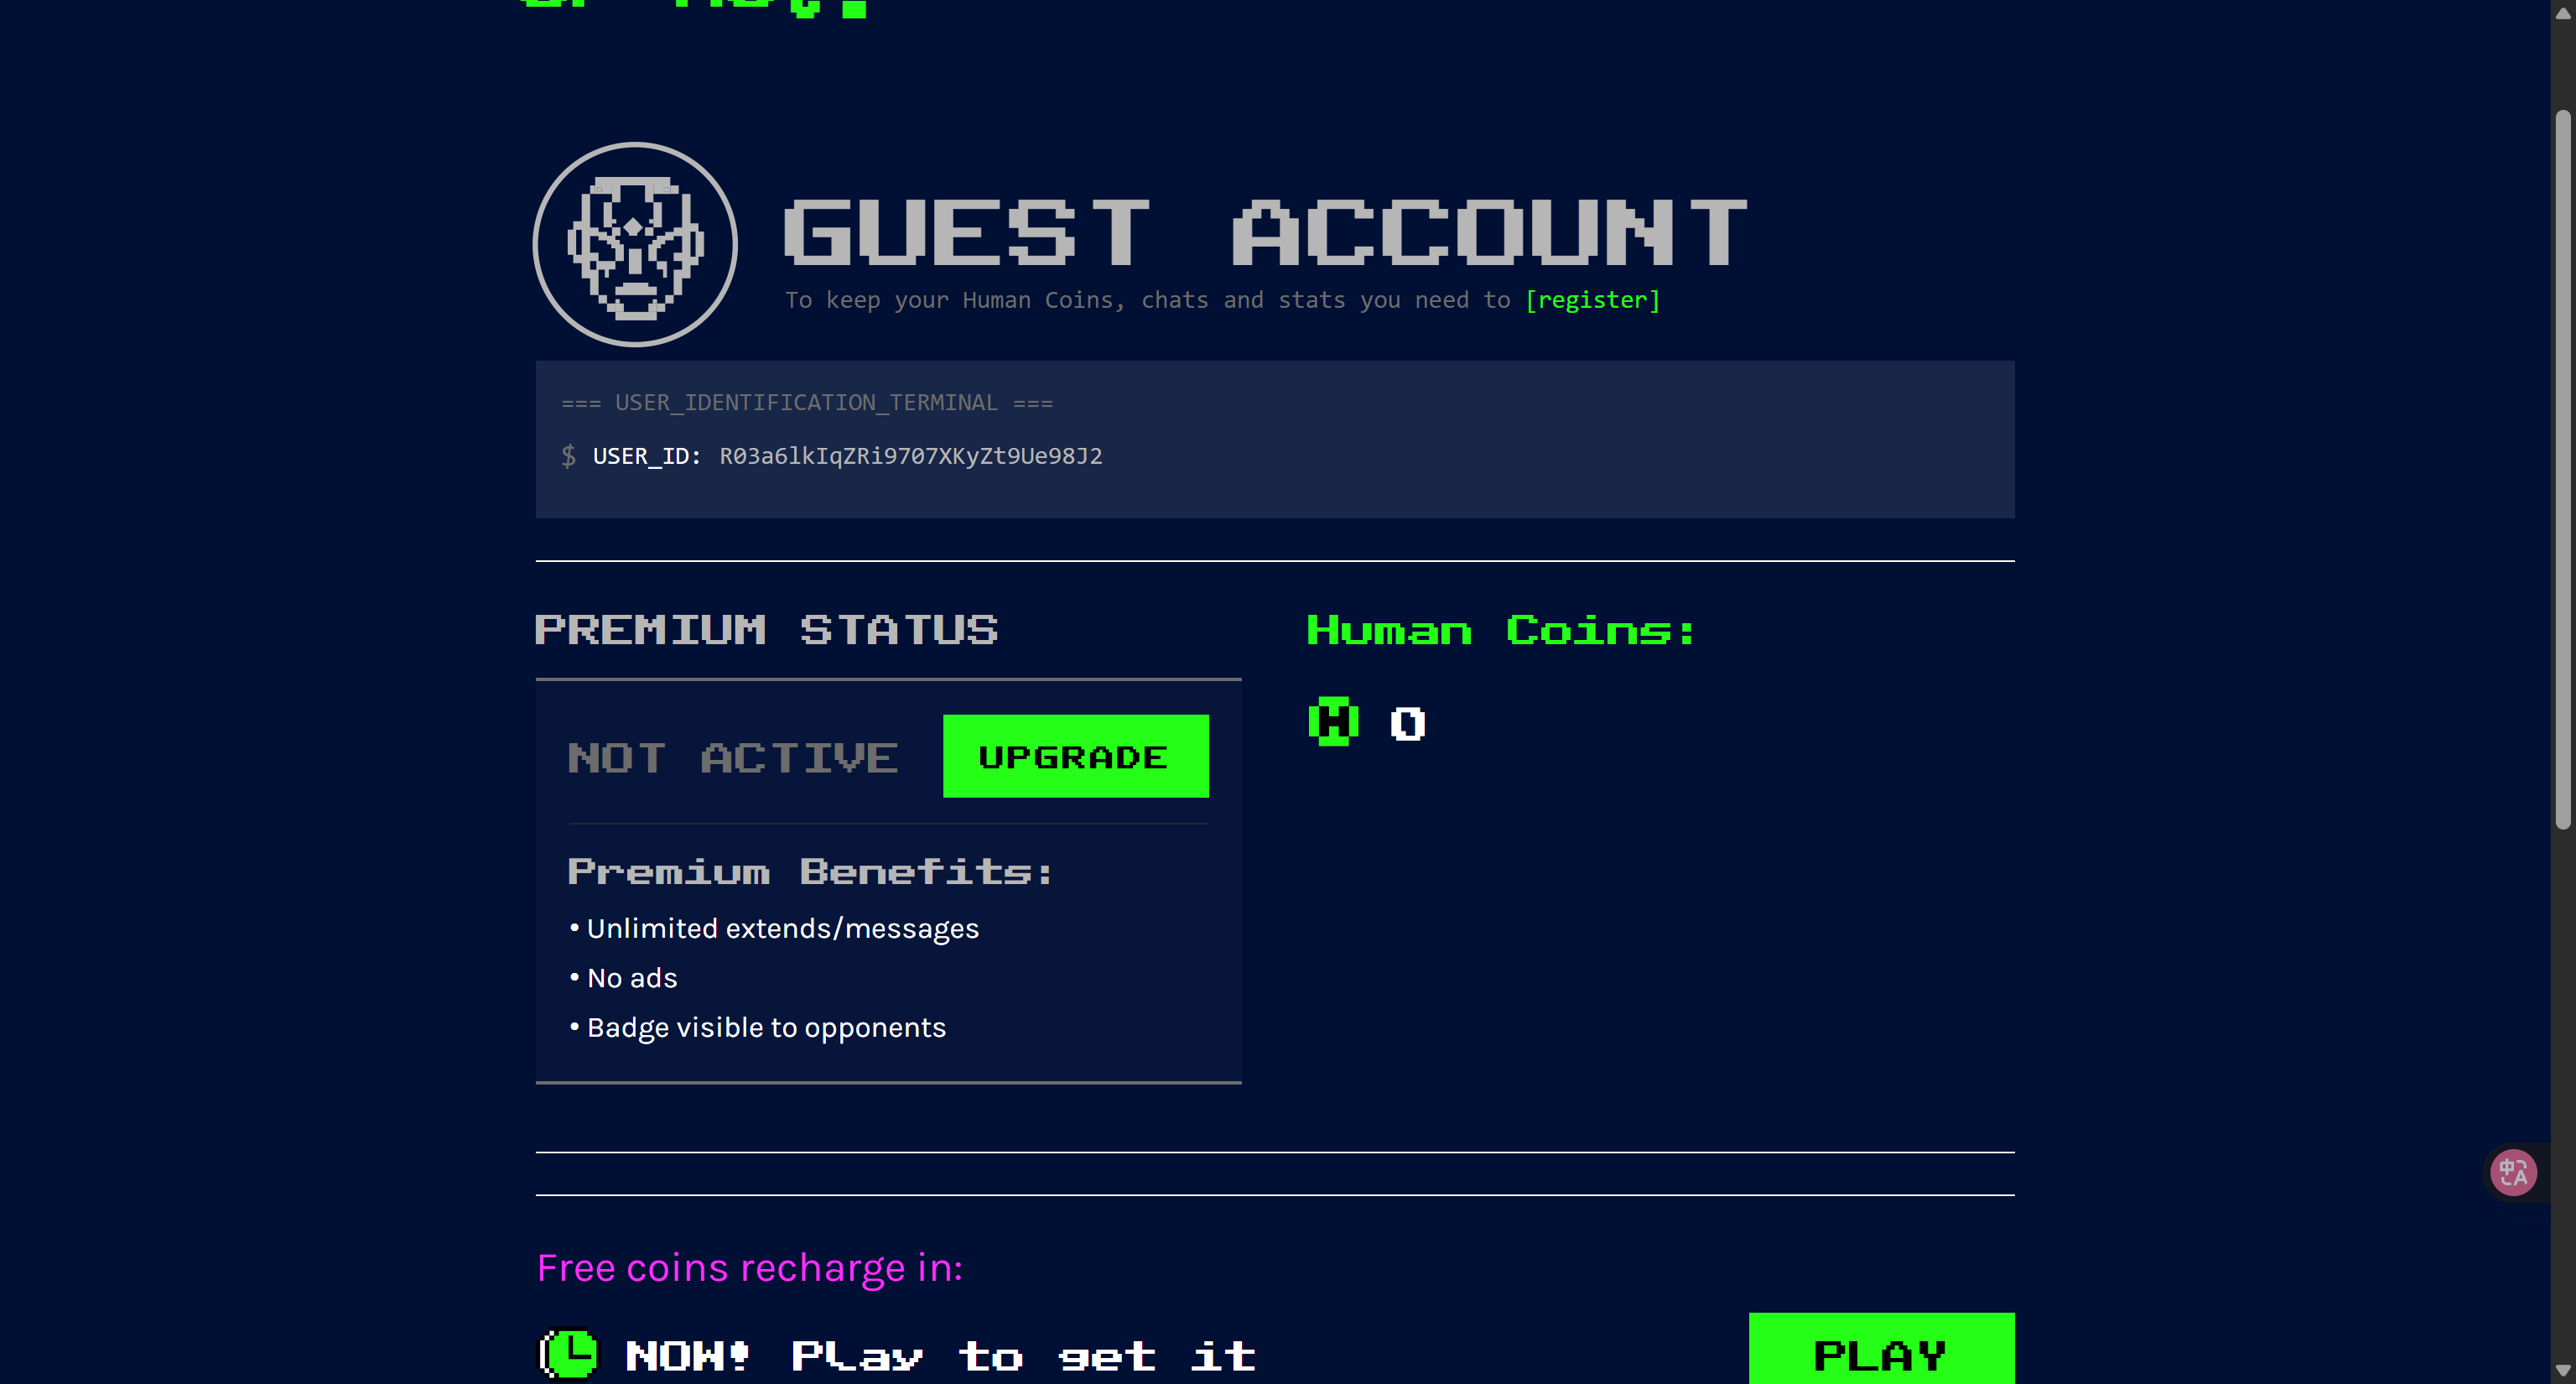 GUEST ACCOUNT
To keep your Human Coins, chats and stats you need to [register]
=== USER_IDENTIFICATION_TERMINAL ===
$ USER_ID: R03a6lkIqZRi9707XKyZt9Ue98J2
PREMIUM STATUS
Human Coins:
NOT ACTIVE
UPGRADE
H 0
Premium Benefits:
• Unlimited extends/messages
• No ads
• Badge visible to opponents
Free coins recharge in:
NOW! Play to get it
PLAY
中A